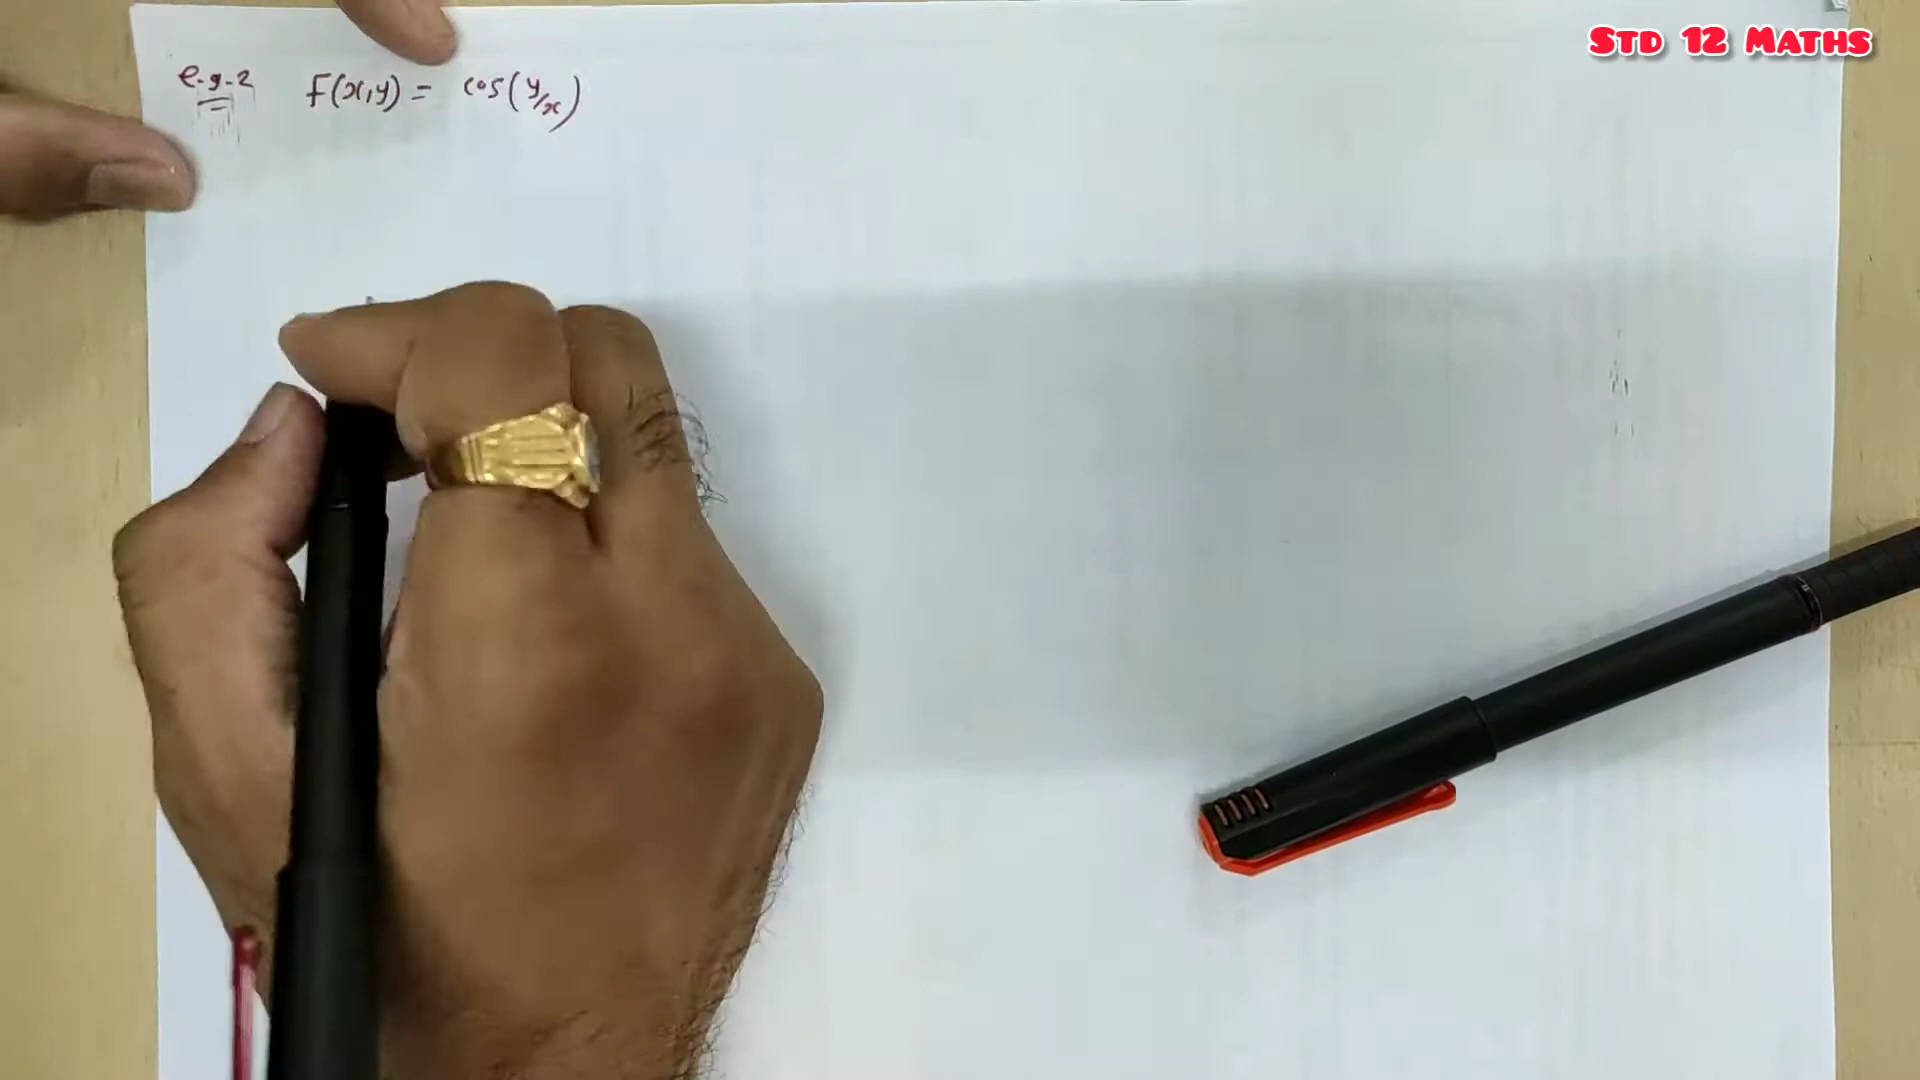 STD 12 MATHS
e.g-2 F(x,y) = cos(y/x)